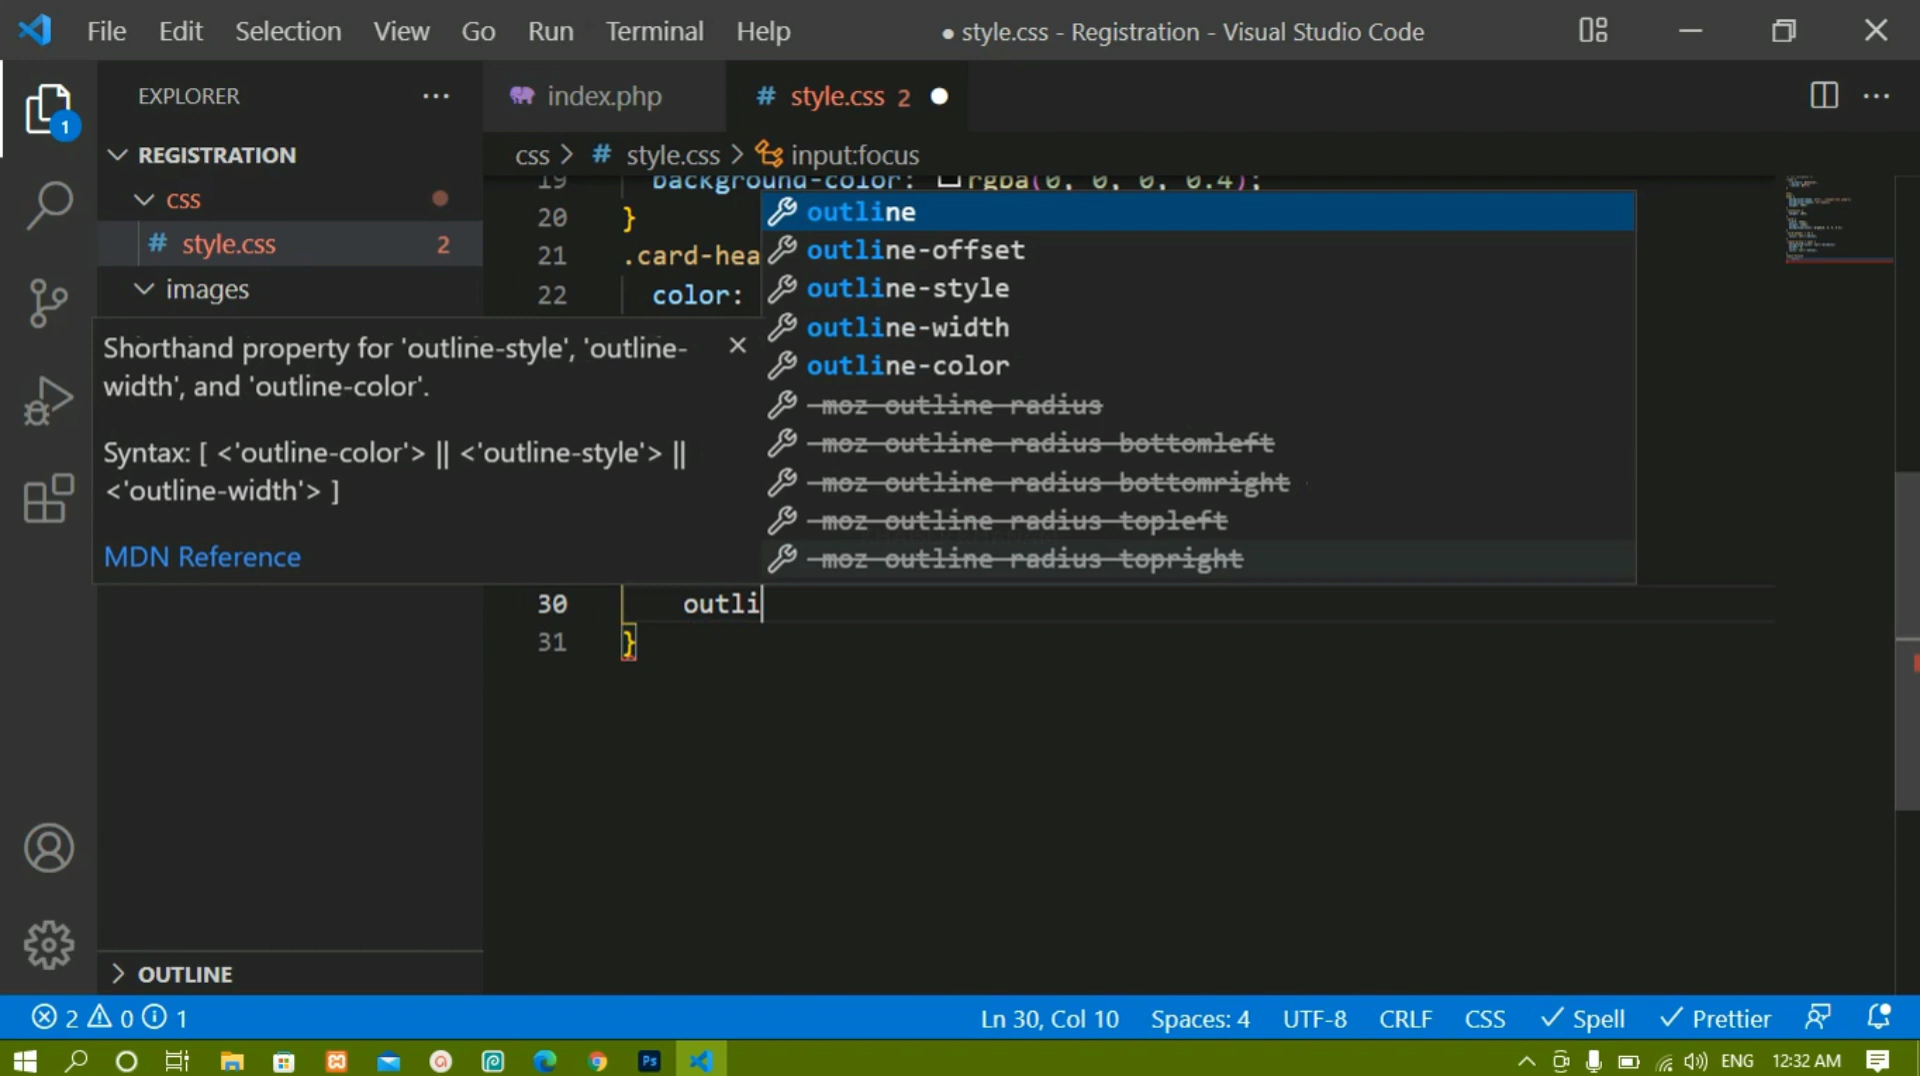 File Edit Selection View Go Run Terminal Help
● style.css - Registration - Visual Studio Code
EXPLORER ···
index.php
# style.css 2 ●
REGISTRATION
css > # style.css > input:focus
css
# style.css 2
images
19 background-color: rgba(0, 0, 0, 0.4);
20 }
21 .card-hea
22 color:
outline
outline-offset
outline-style
outline-width
outline-color
-moz-outline-radius
-moz-outline-radius-bottomleft
-moz-outline-radius-bottomright
-moz-outline-radius-topleft
-moz-outline-radius-topright
Shorthand property for 'outline-style', 'outline-
width', and 'outline-color'.
Syntax: [ <'outline-color'> || <'outline-style'> ||
<'outline-width'> ]
MDN Reference
30 outli
31 }
1
OUTLINE
2 0 1
Ln 30, Col 10 Spaces: 4 UTF-8 CRLF CSS ✓ Spell ✓ Prettier
Ps
ENG 12:32 AM